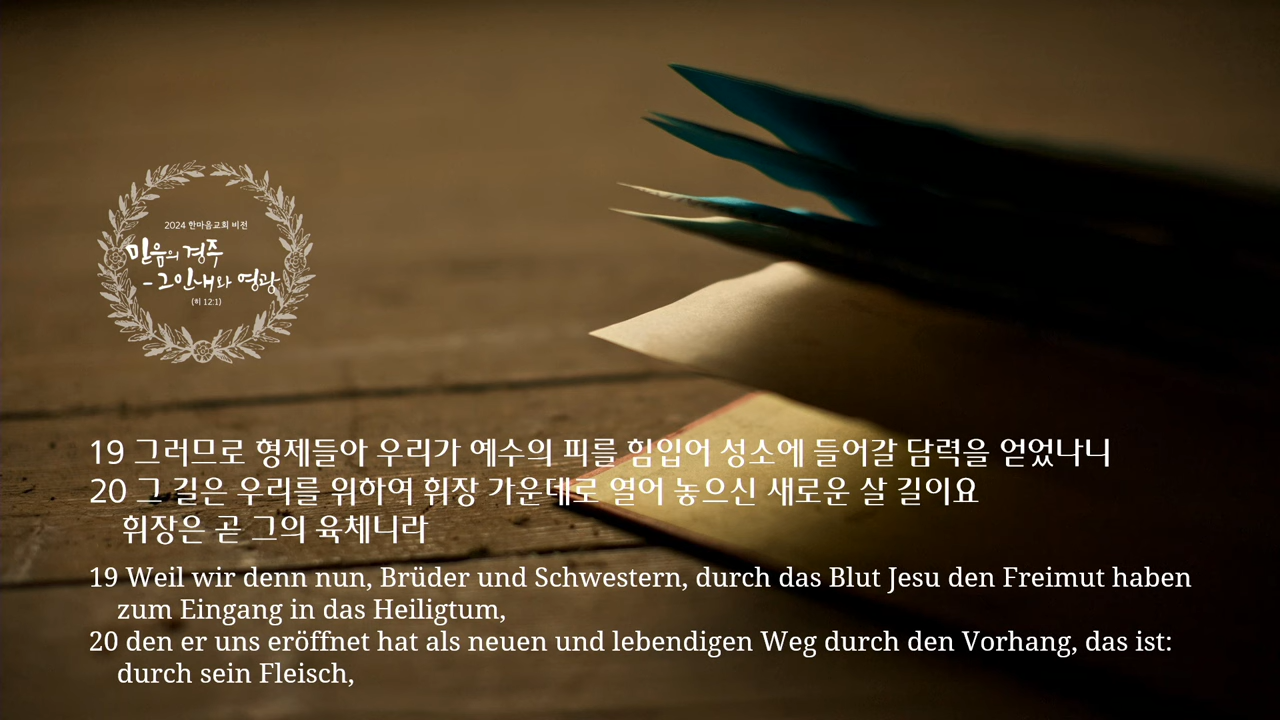 2024 한마음교회 비전
믿음의 경주
- 그 인내와 영광
(히 12:1)
19 그러므로 형제들아 우리가 예수의 피를 힘입어 성소에 들어갈 담력을 얻었나니
20 그 길은 우리를 위하여 휘장 가운데로 열어 놓으신 새로운 살 길이요
휘장은 곧 그의 육체니라
19 Weil wir denn nun, Brüder und Schwestern, durch das Blut Jesu den Freimut haben
zum Eingang in das Heiligtum,
20 den er uns eröffnet hat als neuen und lebendigen Weg durch den Vorhang, das ist:
durch sein Fleisch,